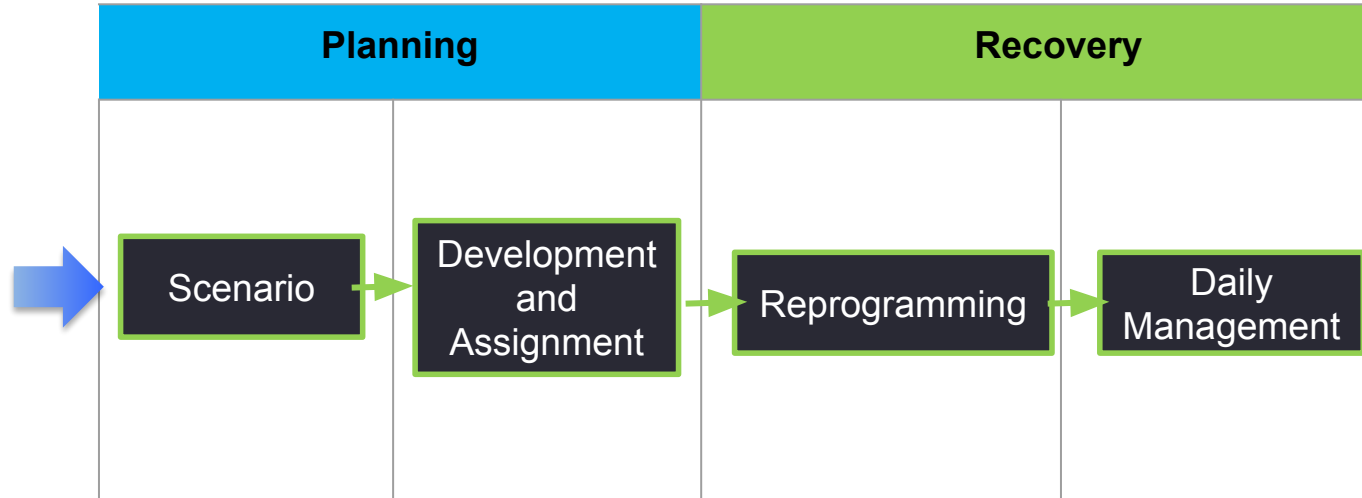 Planning
Recovery
Scenario
Development
and
Assignment
Reprogramming
Daily
Management